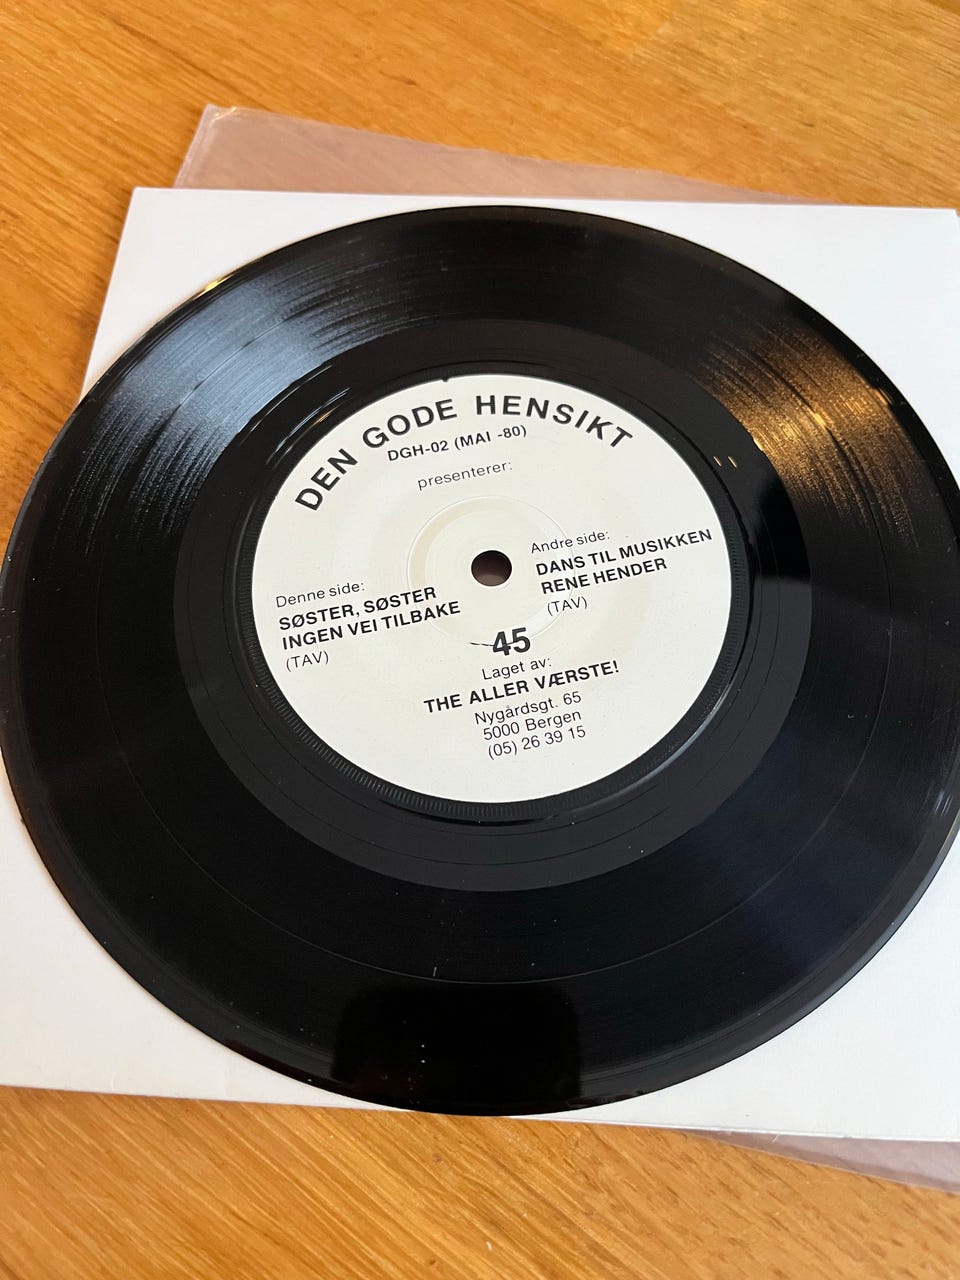 DEN GODE HENSIKT
DGH-02 (MAI -80)
presenterer:
Denne side:
SØSTER, SØSTER
INGEN VEI TILBAKE
(TAV)
Andre side:
DANS TIL MUSIKKEN
RENE HENDER
(TAV)
45
Laget av:
THE ALLER VÆRSTE!
Nygårdsgt. 65
5000 Bergen
(05) 26 39 15